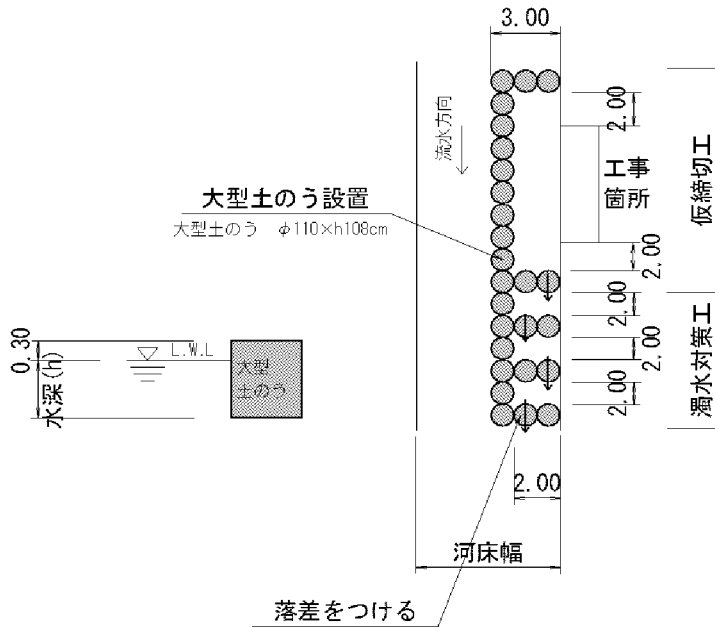 3.00
2.00
流水方向
工事
箇所
仮締切工
大型土のう設置
大型土のう φ110×h108cm
2.00
2.00
2.00
2.00
濁水対策工
0.30
L.W.L
水深(h)
大型
土のう
2.00
河床幅
落差をつける